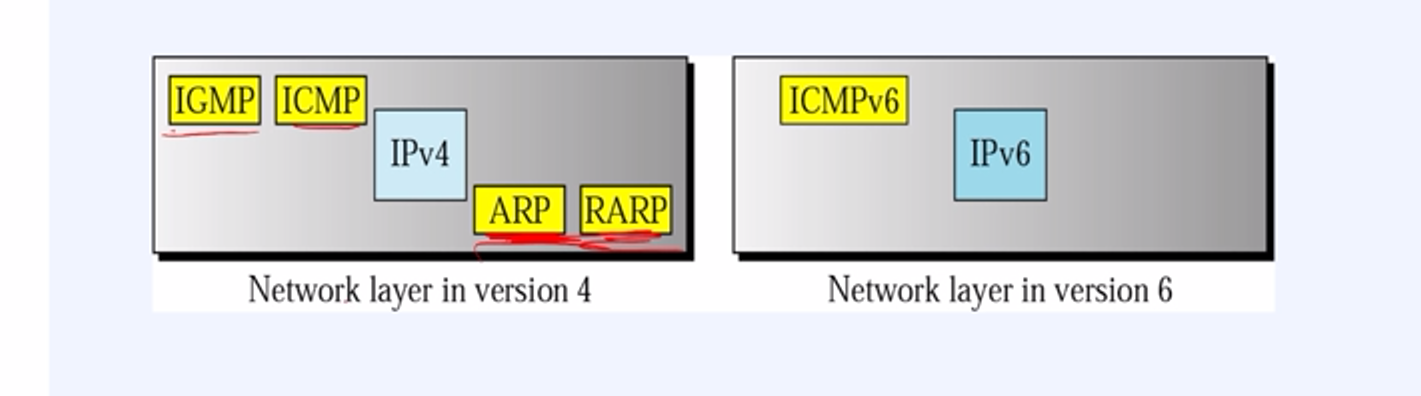 IGMP ICMP
IPv4
ARP RARP
Network layer in version 4
ICMPv6
IPv6
Network layer in version 6